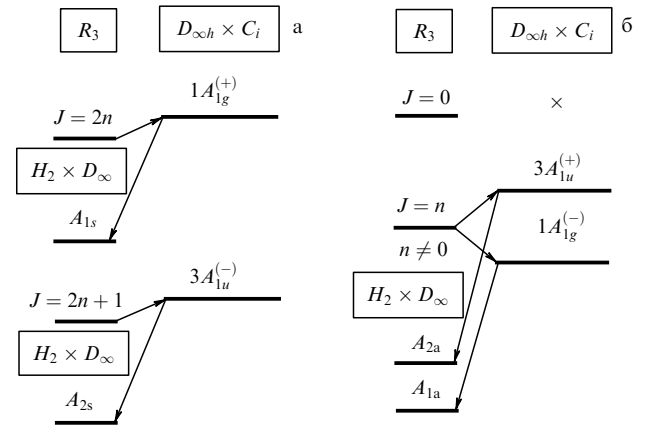 R₃ D∞h × Cᵢ а
1A₁g⁽⁺⁾
J = 2n
H₂ × D∞
A₁s
3A₁u⁽⁻⁾
J = 2n + 1
H₂ × D∞
A₂s
R₃ D∞h × Cᵢ б
J = 0 ×
3A₁u⁽⁺⁾
J = n
1A₁g⁽⁻⁾
n ≠ 0
H₂ × D∞
A₂a
A₁a